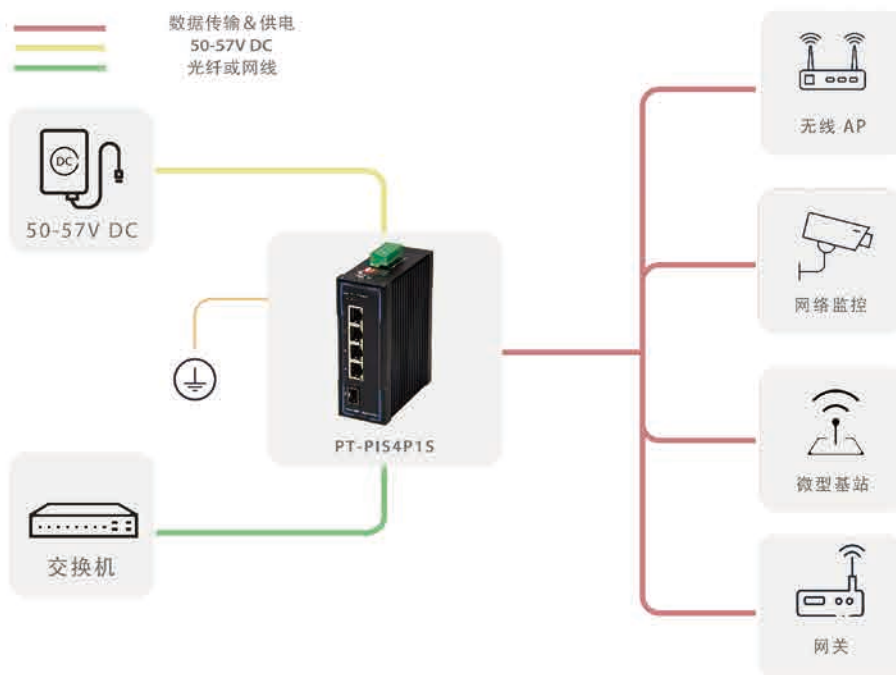 数据传输＆供电
50-57V DC
光纤或网线
DC
50-57V DC
交换机
PT-PIS4P1S
无线 AP
网络监控
微型基站
网关